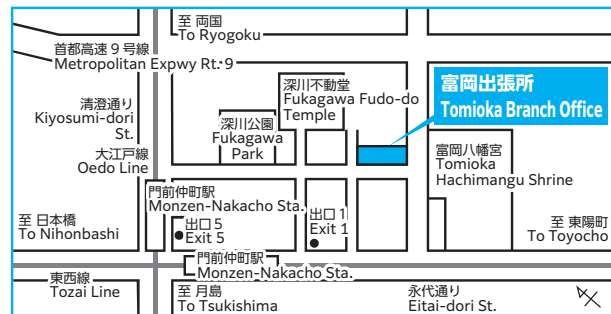 至 両国
To Ryogoku
首都高速９号線
Metropolitan Expwy Rt. 9
清澄通り
Kiyosumi-dori
St.
大江戸線
Oedo Line
深川不動堂
Fukagawa Fudo-do
Temple
深川公園
Fukagawa
Park
富岡出張所
Tomioka Branch Office
富岡八幡宮
Tomioka
Hachimangu Shrine
門前仲町駅
Monzen-Nakacho Sta.
出口５
Exit 5
出口１
Exit 1
至 日本橋
To Nihonbashi
至 東陽町
To Toyocho
門前仲町駅
Monzen-Nakacho Sta.
東西線
Tozai Line
至 月島
To Tsukishima
永代通り
Eitai-dori St.